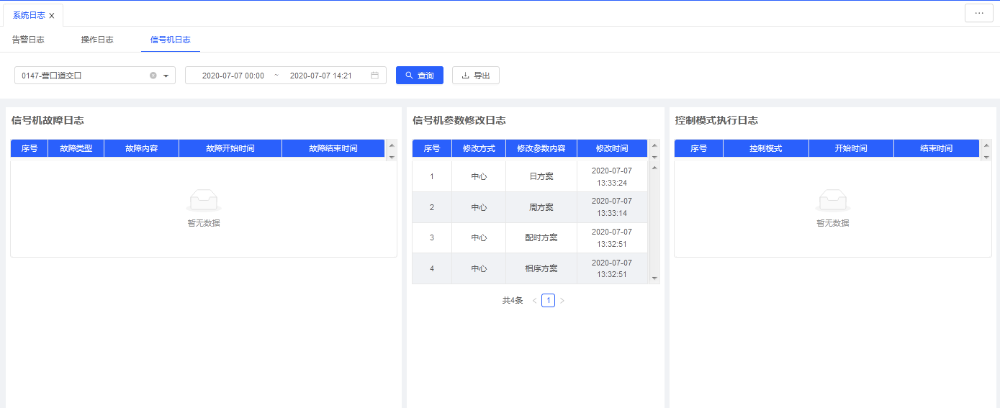 系统日志
告警日志 操作日志 信号机日志
0147-营口道交口 2020-07-07 00:00 ~ 2020-07-07 14:21 查询 导出
信号机故障日志
序号 故障类型 故障内容 故障开始时间 故障结束时间
暂无数据
信号机参数修改日志
序号 修改方式 修改参数内容 修改时间
1 中心 日方案 2020-07-07
13:33:24
2 中心 周方案 2020-07-07
13:33:14
3 中心 配时方案 2020-07-07
13:32:51
4 中心 相序方案 2020-07-07
13:32:51
共4条 < 1 >
控制模式执行日志
序号 控制模式 开始时间 结束时间
暂无数据